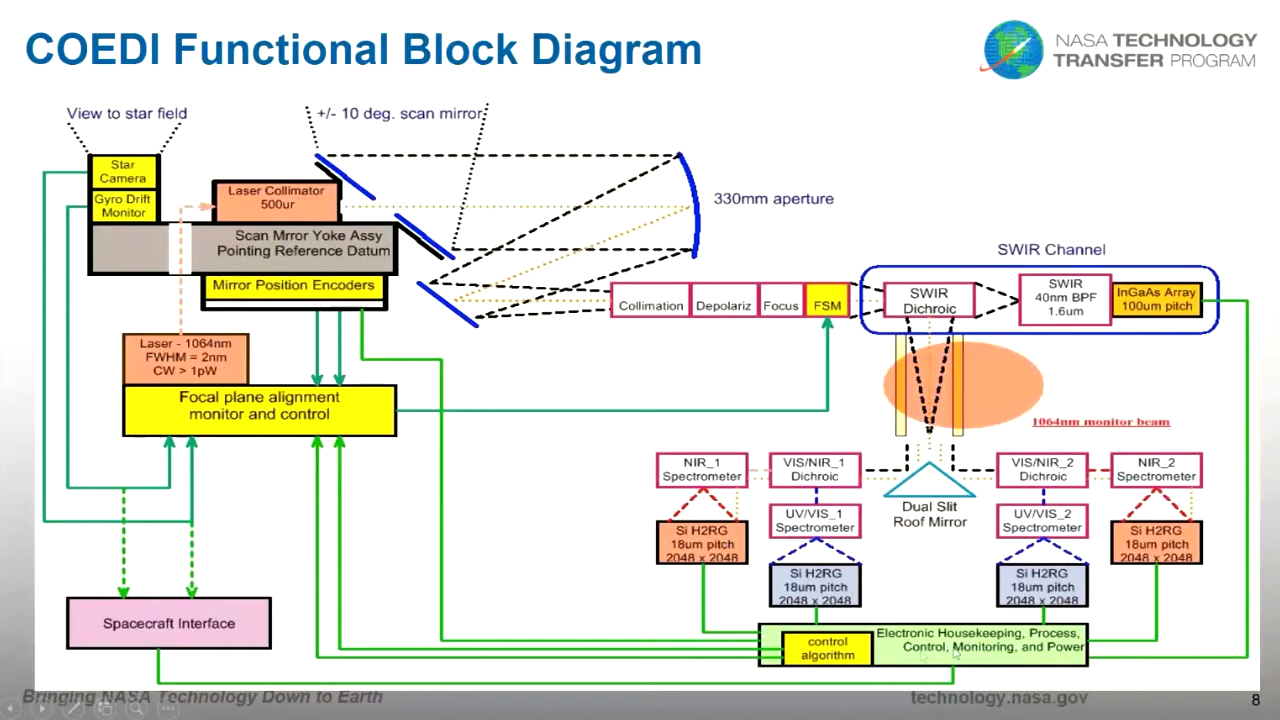 COEDI Functional Block Diagram
NASA TECHNOLOGY
TRANSFER PROGRAM
View to star field
+/- 10 deg. scan mirror
Star
Camera
Gyro Drift
Monitor
Laser Collimator
500ur
330mm aperture
Scan Mrror Yoke Assy
Pointing Reference Datum
Mirror Position Encoders
SWIR Channel
Collimation
Depolariz
Focus
FSM
SWIR
Dichroic
SWIR
40nm BPF
1.6um
InGaAs Array
100um pitch
Laser - 1064nm
FWHM = 2nm
CW > 1pW
Focal plane alignment
monitor and control
1064nm monitor beam
NIR_1
Spectrometer
VIS/NIR_1
Dichroic
VIS/NIR_2
Dichroic
NIR_2
Spectrometer
Dual Slit
Roof Mirror
UV/VIS_1
Spectrometer
UV/VIS_2
Spectrometer
Si H2RG
18um pitch
2048 x 2048
Si H2RG
18um pitch
2048 x 2048
Si H2RG
18um pitch
2048 x 2048
Si H2RG
18um pitch
2048 x 2048
Spacecraft Interface
control
algorithm
Electronic Housekeeping, Process,
Control, Monitoring, and Power
Bringing NASA Technology Down to Earth
technology.nasa.gov
8